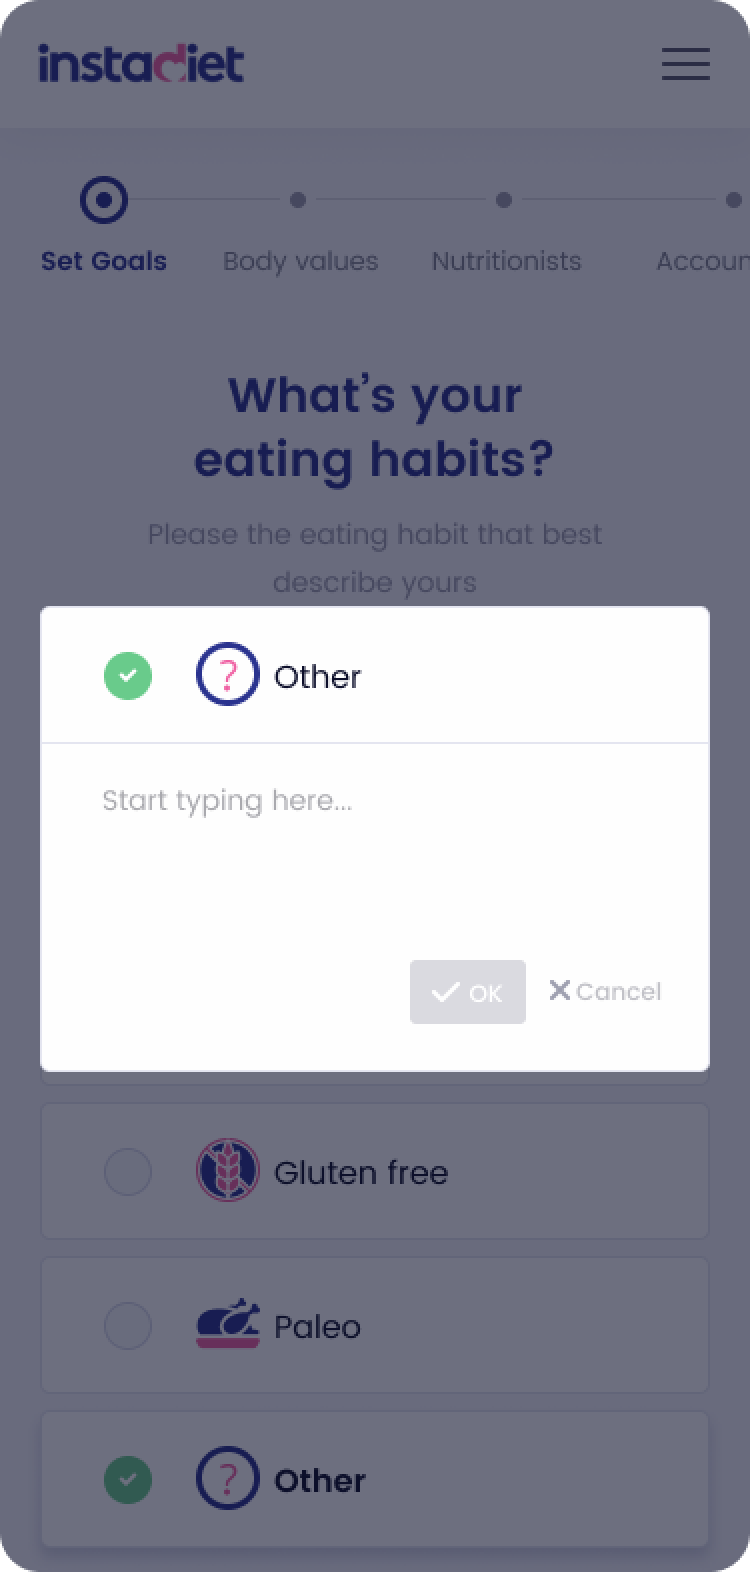 instadiet
Set Goals
Body values
Nutritionists
Accoun
What's your
eating habits?
Please the eating habit that best
describe yours
? Other
Start typing here...
OK
Cancel
Gluten free
Paleo
? Other